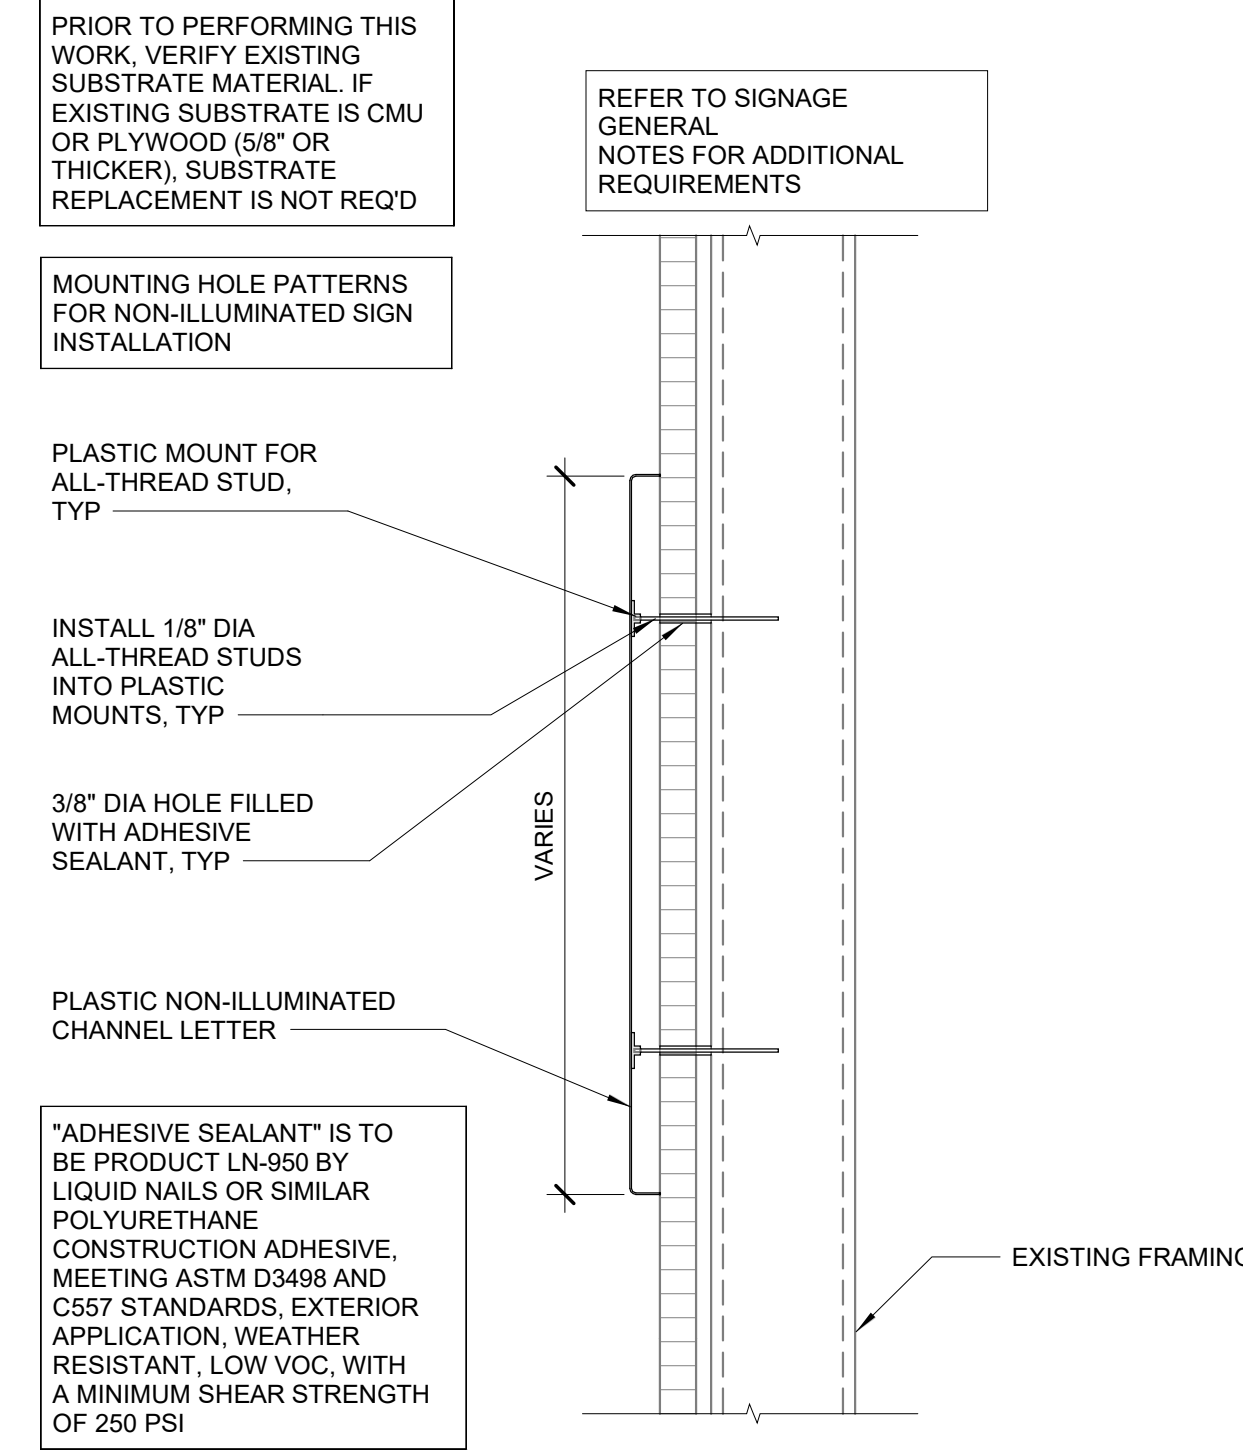 PRIOR TO PERFORMING THIS
WORK, VERIFY EXISTING
SUBSTRATE MATERIAL. IF
EXISTING SUBSTRATE IS CMU
OR PLYWOOD (5/8" OR
THICKER), SUBSTRATE
REPLACEMENT IS NOT REQ'D
REFER TO SIGNAGE
GENERAL
NOTES FOR ADDITIONAL
REQUIREMENTS
MOUNTING HOLE PATTERNS
FOR NON-ILLUMINATED SIGN
INSTALLATION
PLASTIC MOUNT FOR
ALL-THREAD STUD,
TYP
INSTALL 1/8" DIA
ALL-THREAD STUDS
INTO PLASTIC
MOUNTS, TYP
3/8" DIA HOLE FILLED
WITH ADHESIVE
SEALANT, TYP
VARIES
PLASTIC NON-ILLUMINATED
CHANNEL LETTER
"ADHESIVE SEALANT" IS TO
BE PRODUCT LN-950 BY
LIQUID NAILS OR SIMILAR
POLYURETHANE
CONSTRUCTION ADHESIVE,
MEETING ASTM D3498 AND
C557 STANDARDS, EXTERIOR
APPLICATION, WEATHER
RESISTANT, LOW VOC, WITH
A MINIMUM SHEAR STRENGTH
OF 250 PSI
EXISTING FRAMING